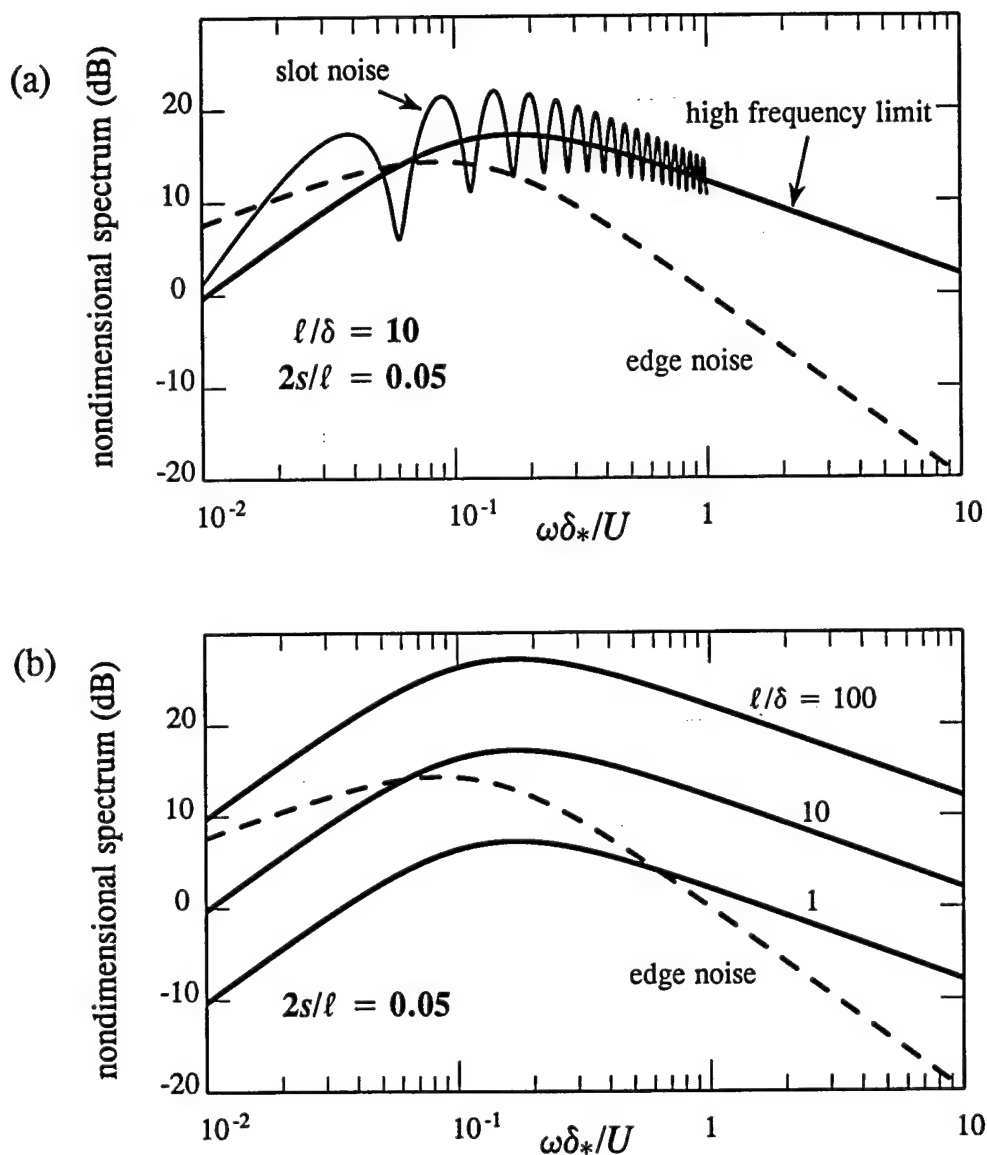 (a)
nondimensional spectrum (dB)
20
10
0
-10
-20
slot noise
high frequency limit
ℓ/δ = 10
2s/ℓ = 0.05
edge noise
10⁻²
10⁻¹
1
10
ωδ*/U
(b)
nondimensional spectrum (dB)
20
10
0
-10
-20
ℓ/δ = 100
10
1
2s/ℓ = 0.05
edge noise
10⁻²
10⁻¹
1
10
ωδ*/U